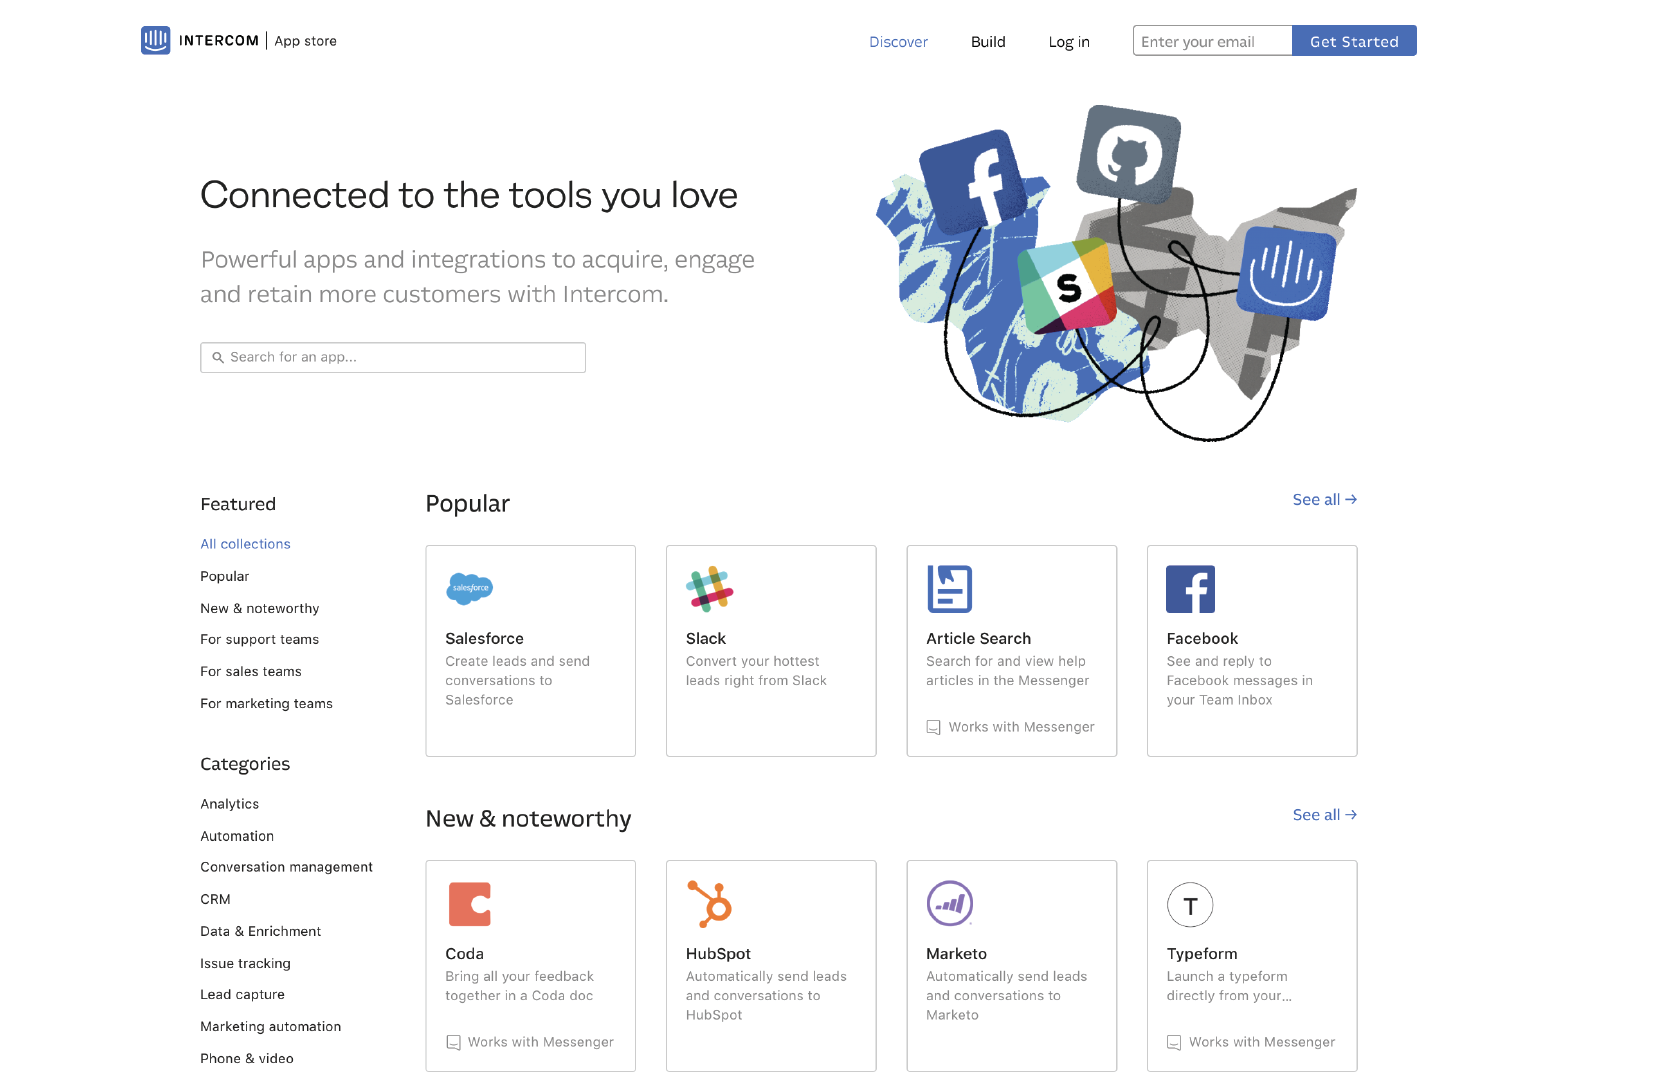 INTERCOM | App store
Discover
Build
Log in
Enter your email
Get Started
Connected to the tools you love
Powerful apps and integrations to acquire, engage
and retain more customers with Intercom.
Search for an app...
S
Featured
All collections
Popular
New & noteworthy
For support teams
For sales teams
For marketing teams
Categories
Analytics
Automation
Conversation management
CRM
Data & Enrichment
Issue tracking
Lead capture
Marketing automation
Phone & video
Popular
See all →
salesforce
Salesforce
Create leads and send
conversations to
Salesforce
Slack
Convert your hottest
leads right from Slack
Article Search
Search for and view help
articles in the Messenger
Works with Messenger
Facebook
See and reply to
Facebook messages in
your Team Inbox
New & noteworthy
See all →
Coda
Bring all your feedback
together in a Coda doc
Works with Messenger
HubSpot
Automatically send leads
and conversations to
HubSpot
Marketo
Automatically send leads
and conversations to
Marketo
T
Typeform
Launch a typeform
directly from your...
Works with Messenger